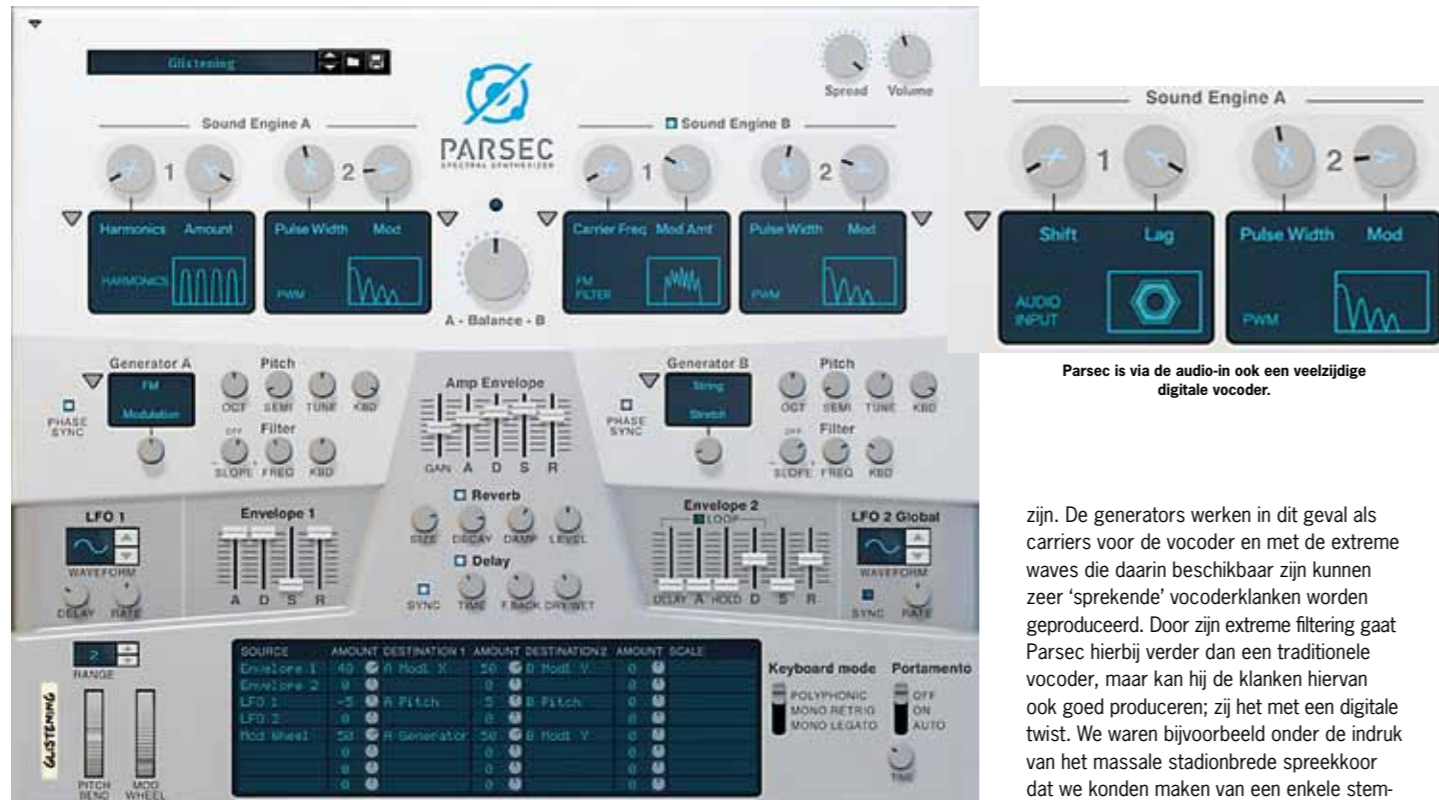 Glistening
Spread Volume
Sound Engine A
Sound Engine B
PARSEC
SPECTRAL SYNTHESIZER
1 2
1 2
Harmonics Amount
HARMONICS
Pulse Width Mod
PWM
Carrier Freq Mod Amt
FM
FILTER
Pulse Width Mod
PWM
A - Balance - B
Generator A
FM
Modulation
PHASE
SYNC
Pitch
OCT SEMI TUNE KBD
OFF Filter
- +
SLOPE FREQ KBD
Amp Envelope
GAIN A D S R
Generator B
String
Stretch
PHASE
SYNC
Pitch
OCT SEMI TUNE KBD
OFF Filter
- +
SLOPE FREQ KBD
LFO 1
WAVEFORM
DELAY RATE
Envelope 1
A D S R
Reverb
SIZE DECAY DAMP LEVEL
Delay
SYNC TIME F.BACK DRY/WET
Envelope 2
LOOP
DELAY A HOLD D S R
LFO 2 Global
WAVEFORM
SYNC RATE
2
RANGE
GLISTENING
PITCH
BEND
MOD
WHEEL
SOURCE AMOUNT DESTINATION 1 AMOUNT DESTINATION 2 AMOUNT SCALE
Envelope 1 40 A Mod1 X 50 B Mod1 Y 0
Envelope 2 0 0 0
LFO 1 -5 A Pitch 5 B Pitch 0
LFO 2 0 0 0
Mod Wheel 50 A Generator 50 B Mod1 Y 0
0 0 0
0 0 0
0 0 0
Keyboard mode
POLYPHONIC
MONO RETRIG
MONO LEGATO
Portamento
OFF
ON
AUTO
TIME
Sound Engine A
1 2
Shift Lag
AUDIO
INPUT
Pulse Width Mod
PWM
Parsec is via de audio-in ook een veelzijdige
digitale vocoder.
zijn. De generators werken in dit geval als
carriers voor de vocoder en met de extreme
waves die daarin beschikbaar zijn kunnen
zeer ‘sprekende’ vocoderklanken worden
geproduceerd. Door zijn extreme filtering gaat
Parsec hierbij verder dan een traditionele
vocoder, maar kan hij de klanken hiervan
ook goed produceren; zij het met een digitale
twist. We waren bijvoorbeeld onder de indruk
van het massale stadionbrede spreekkoor
dat we konden maken van een enkele stem-